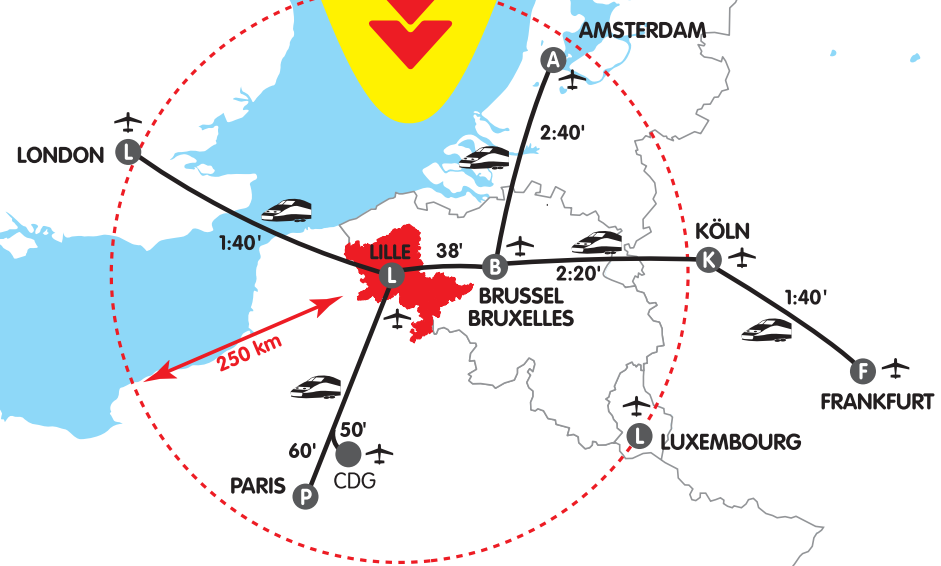 AMSTERDAM
A
2:40'
LONDON
L
1:40'
LILLE
L
38'
B
BRUSSEL
BRUXELLES
2:20'
KÖLN
K
1:40'
250 km
F
FRANKFURT
L
LUXEMBOURG
50'
60'
CDG
PARIS
P